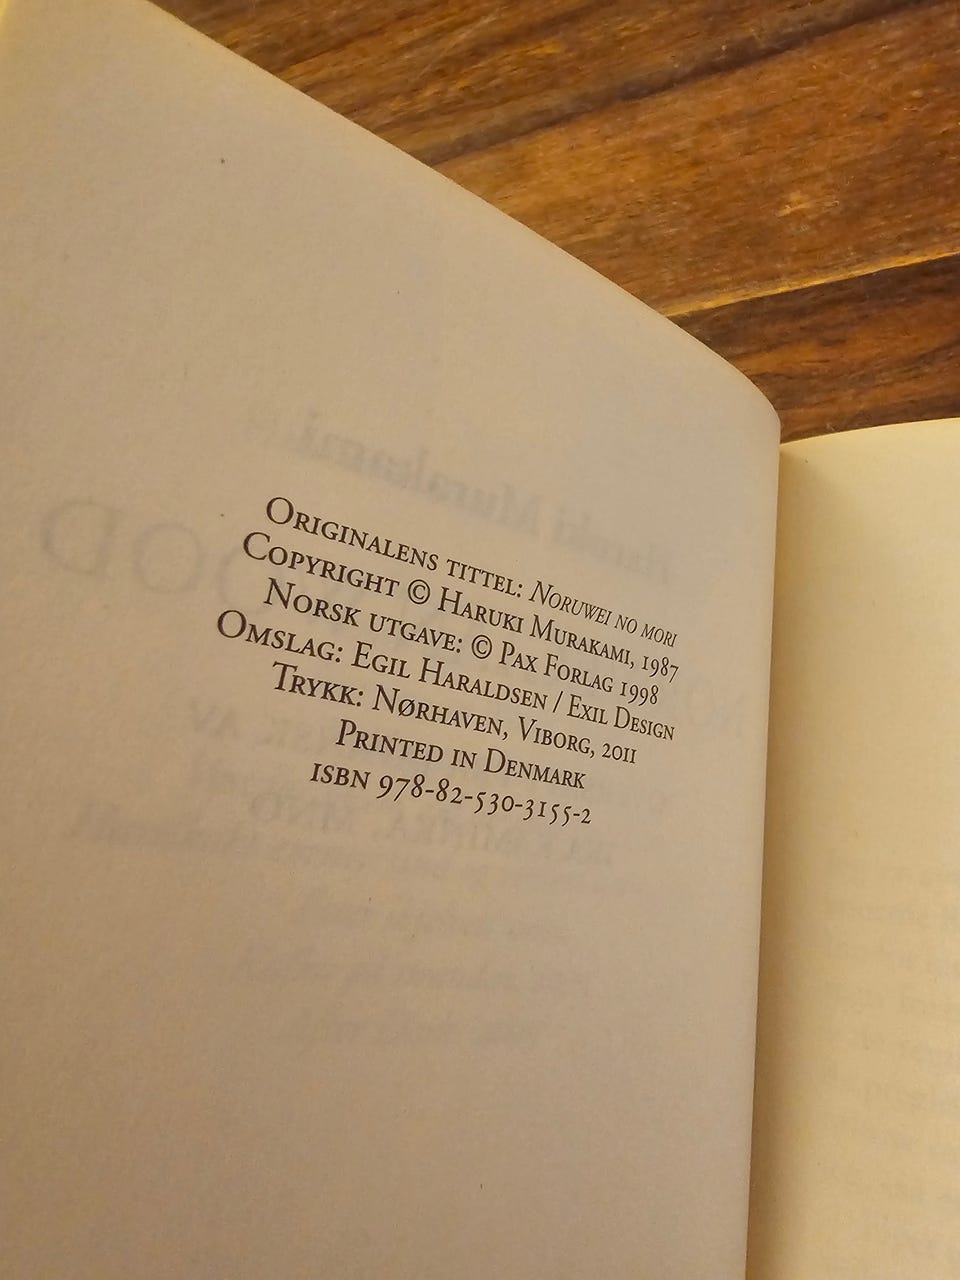 Originalens tittel: Noruwei no mori
Copyright © Haruki Murakami, 1987
Norsk utgave: © Pax Forlag 1998
Omslag: Egil Haraldsen / Exil Design
Trykk: Nørhaven, Viborg, 2011
Printed in Denmark
ISBN 978-82-530-3155-2